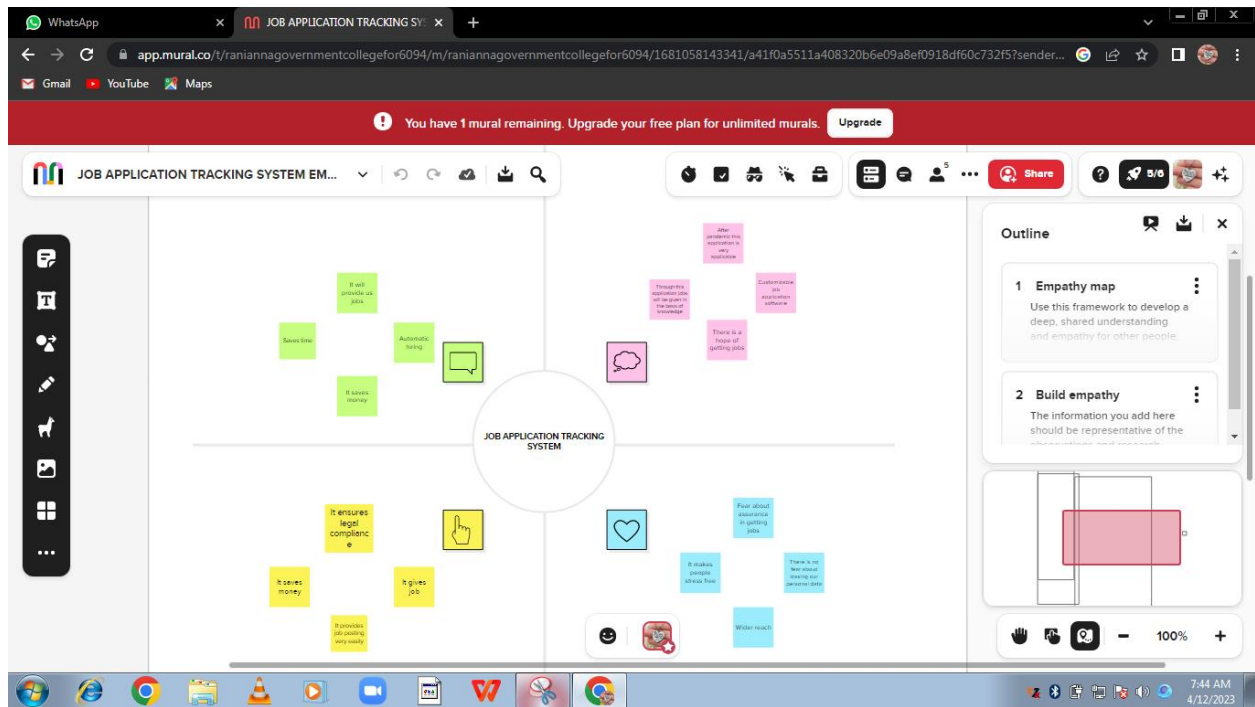 WhatsApp
JOB APPLICATION TRACKING SYS
app.mural.co/t/raniannagovernmentcollegefor6094/m/raniannagovernmentcollegefor6094/1681058143341/a41f0a5511a408320b6e09a8ef0918df60c732f5?sender...
Gmail
YouTube
Maps
You have 1 mural remaining. Upgrade your free plan for unlimited murals.
Upgrade
JOB APPLICATION TRACKING SYSTEM EM...
5
Share
5/6
It will
provide us
jobs
Saves time
Automatic
hiring
It saves
money
After
pandemic this
application is
very
applicable
Through this
application jobs
will be given in
the basis of
knowledge
Customizable
job
application
software
There is a
hope of
getting jobs
JOB APPLICATION TRACKING
SYSTEM
It ensures
legal
complianc
e
It saves
money
It gives
job
It provides
job posting
very easily
Fear about
assurance
in getting
jobs
It makes
people
stress free
There is no
fear about
loosing our
personal data
Wider reach
Outline
1 Empathy map
Use this framework to develop a
deep, shared understanding
and empathy for other people.
2 Build empathy
The information you add here
should be representative of the
observations and research
100%
7:44 AM
4/12/2023